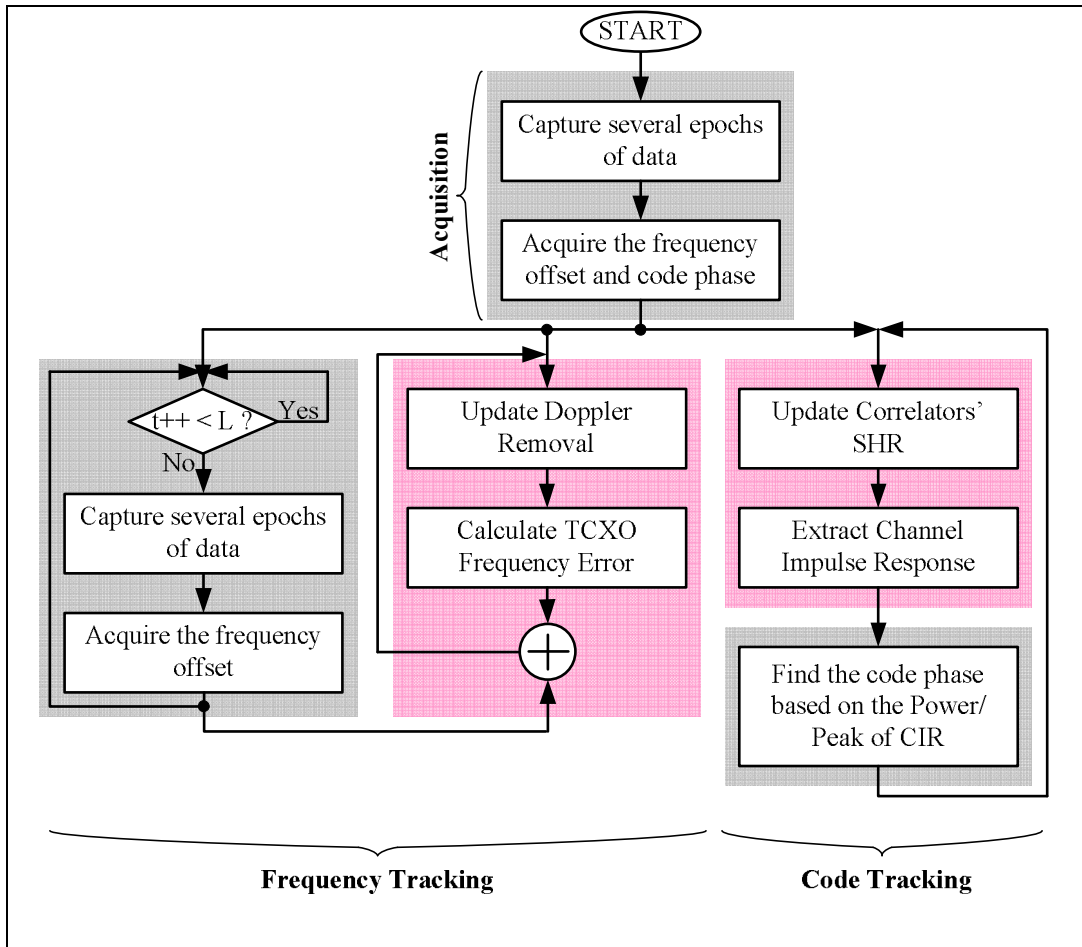 START
Acquisition
Capture several epochs
of data
Acquire the frequency
offset and code phase
t++ < L ?
Yes
No
Capture several epochs
of data
Acquire the frequency
offset
Update Doppler
Removal
Calculate TCXO
Frequency Error
Update Correlators’
SHR
Extract Channel
Impulse Response
Find the code phase
based on the Power/
Peak of CIR
Frequency Tracking
Code Tracking